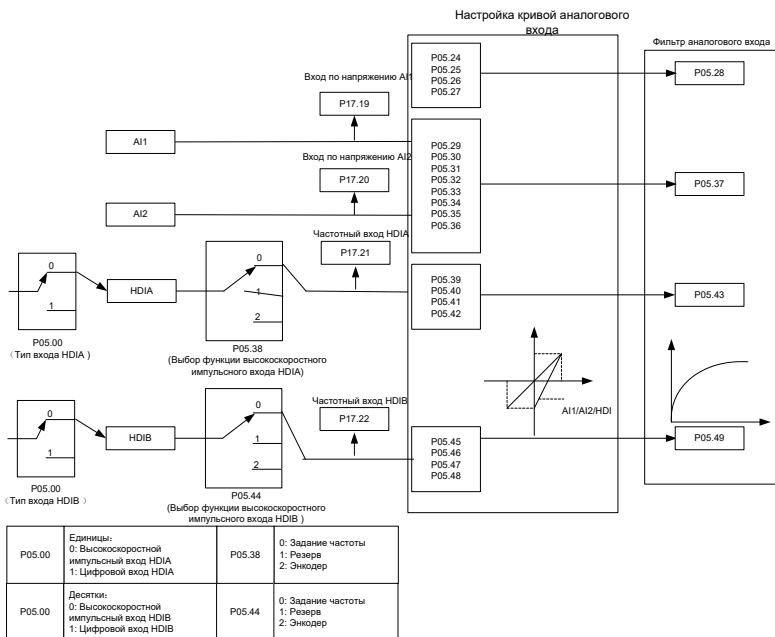 Настройка кривой аналогового
входа
Фильтр аналогового входа
P05.24
P05.25
P05.26
P05.27
P05.28
Вход по напряжению AI1
P17.19
AI1
P05.29
P05.30
P05.31
P05.32
P05.33
P05.34
P05.35
P05.36
P05.37
Вход по напряжению AI2
P17.20
AI2
Частотный вход HDIA
P17.21
0
1
HDIA
0
1
2
P05.39
P05.40
P05.41
P05.42
P05.43
P05.00
（Тип входа HDIA )
P05.38
(Выбор функции высокоскоростного
импульсного входа HDIA)
AI1/AI2/HDI
Частотный вход HDIB
P17.22
0
1
HDIB
0
1
2
P05.45
P05.46
P05.47
P05.48
P05.49
P05.00
（Тип входа HDIB ）
P05.44
(Выбор функции высокоскоростного
импульсного входа HDIB )
P05.00
Единицы：
0: Высокоскоростной
импульсный вход HDIA
1: Цифровой вход HDIA
P05.38
0: Задание частоты
1: Резерв
2: Энкодер
P05.00
Десятки：
0: Высокоскоростной
импульсный вход HDIB
1: Цифровой вход HDIB
P05.44
0: Задание частоты
1: Резерв
2: Энкодер